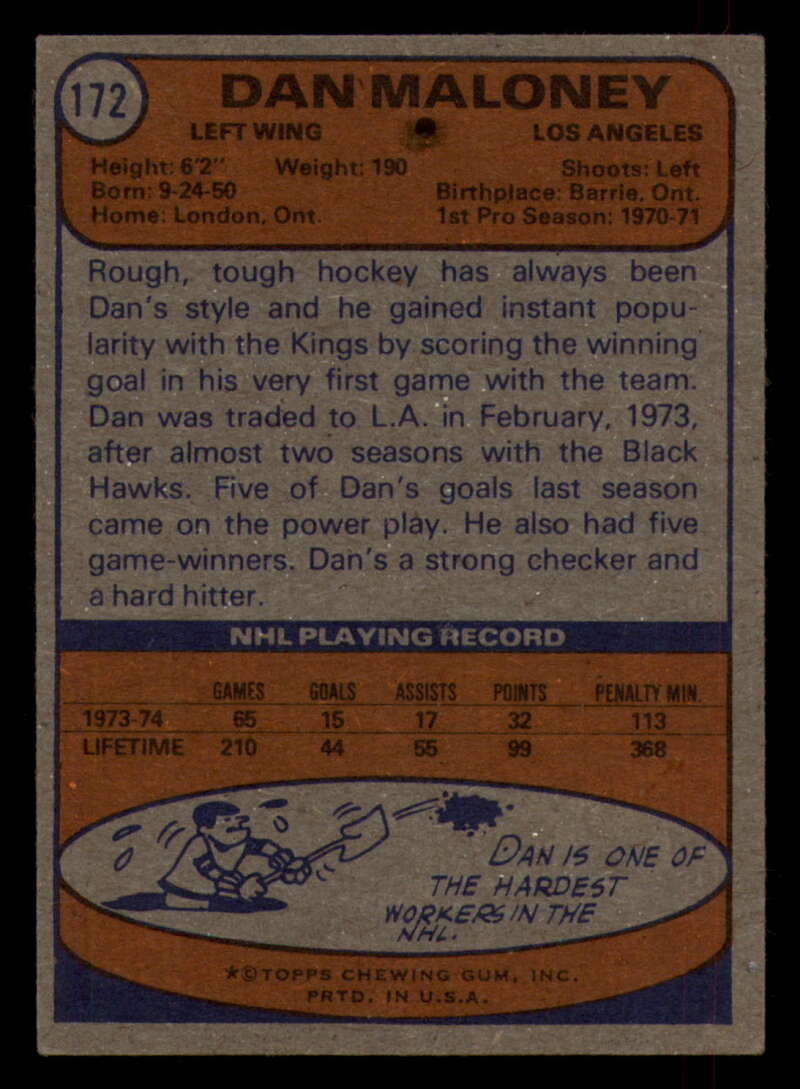 172
DAN MALONEY
LEFT WING LOS ANGELES
Height: 6'2" Weight: 190 Shoots: Left
Born: 9-24-50 Birthplace: Barrie, Ont.
Home: London, Ont. 1st Pro Season: 1970-71
Rough, tough hockey has always been
Dan's style and he gained instant popu-
larity with the Kings by scoring the winning
goal in his very first game with the team.
Dan was traded to L.A. in February, 1973,
after almost two seasons with the Black
Hawks. Five of Dan's goals last season
came on the power play. He also had five
game-winners. Dan's a strong checker and
a hard hitter.
NHL PLAYING RECORD
GAMES GOALS ASSISTS POINTS PENALTY MIN.
1973-74 65 15 17 32 113
LIFETIME 210 44 55 99 368
DAN IS ONE OF
THE HARDEST
WORKERS IN THE
NHL.
★©TOPPS CHEWING GUM, INC.
PRTD. IN U.S.A.